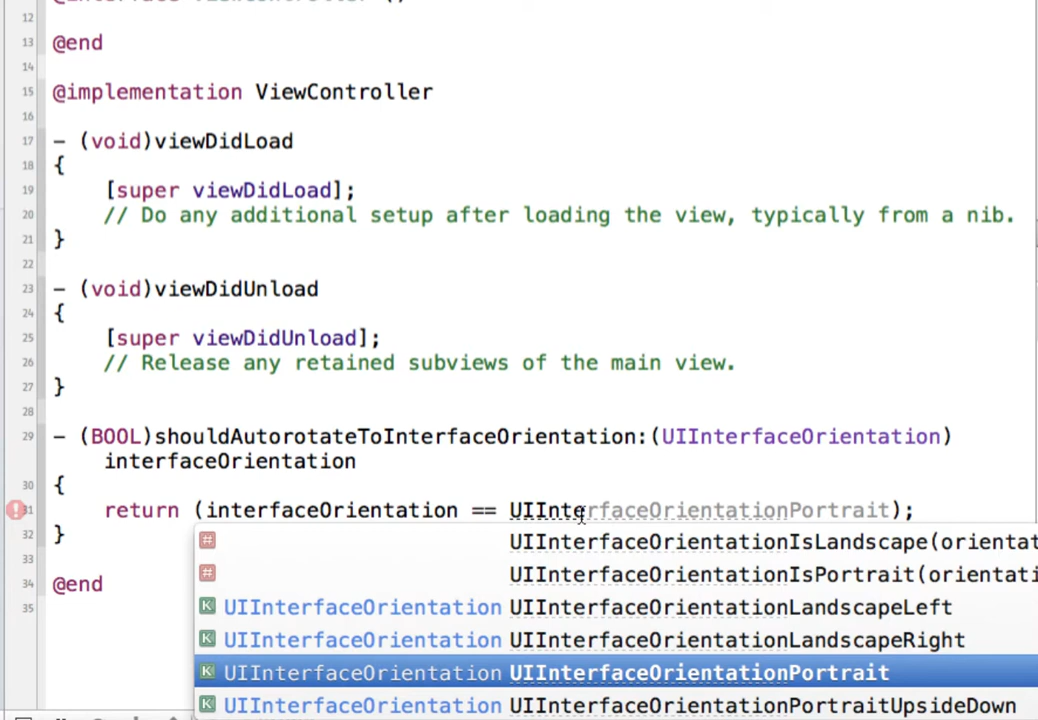 12
13 @end
14
15 @implementation ViewController
16
17 - (void)viewDidLoad
18 {
19 [super viewDidLoad];
20 // Do any additional setup after loading the view, typically from a nib.
21 }
22
23 - (void)viewDidUnload
24 {
25 [super viewDidUnload];
26 // Release any retained subviews of the main view.
27 }
28
29 - (BOOL)shouldAutorotateToInterfaceOrientation:(UIInterfaceOrientation)
interfaceOrientation
30 {
31 return (interfaceOrientation == UIInterfaceOrientationPortrait);
32 }
33
34 @end
35
# UIInterfaceOrientationIsLandscape(orientat
# UIInterfaceOrientationIsPortrait(orientati
K UIInterfaceOrientation UIInterfaceOrientationLandscapeLeft
K UIInterfaceOrientation UIInterfaceOrientationLandscapeRight
K UIInterfaceOrientation UIInterfaceOrientationPortrait
K UIInterfaceOrientation UIInterfaceOrientationPortraitUpsideDown